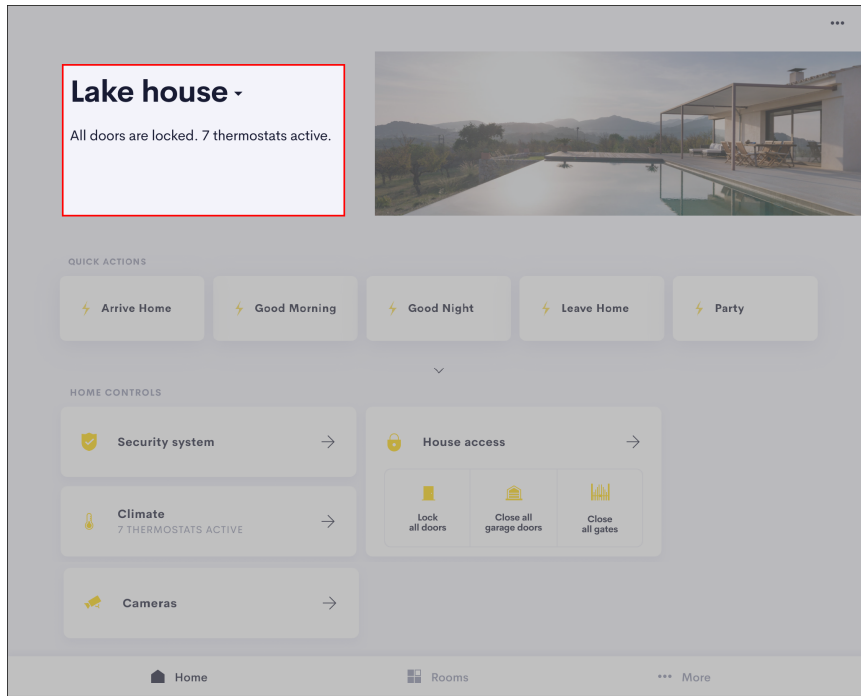 Lake house
All doors are locked. 7 thermostats active.
QUICK ACTIONS
Arrive Home
Good Morning
Good Night
Leave Home
Party
HOME CONTROLS
Security system
House access
Lock
all doors
Close all
garage doors
Close
all gates
Climate
7 THERMOSTATS ACTIVE
Cameras
Home
Rooms
More